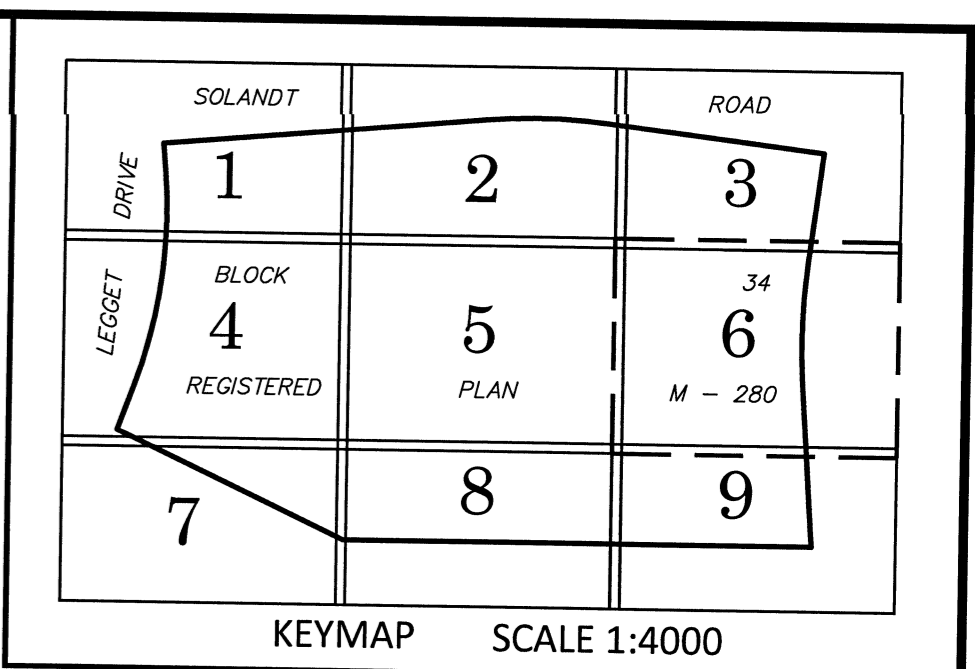 SOLANDT ROAD
DRIVE
1 2 3
LEGGET
BLOCK 34
4 5 6
REGISTERED PLAN M - 280
7 8 9
KEYMAP SCALE 1:4000